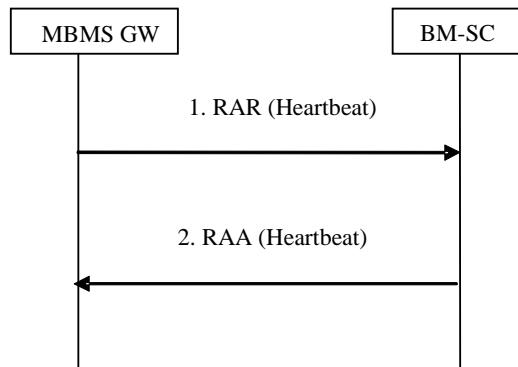 MBMS GW
BM-SC
1. RAR (Heartbeat)
2. RAA (Heartbeat)